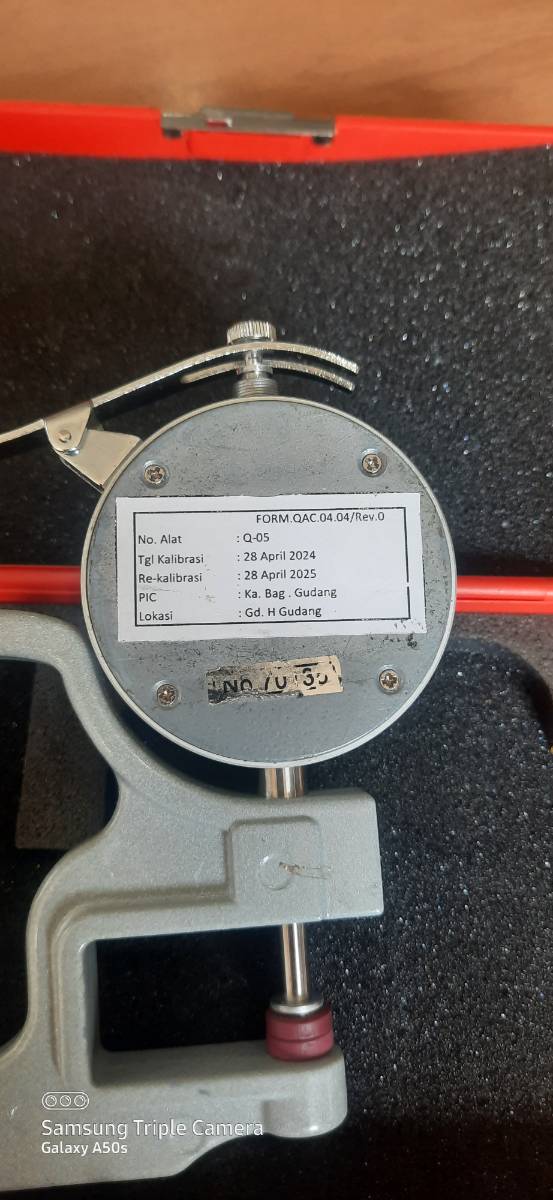 FORM.QAC.04.04/Rev.0
No. Alat : Q-05
Tgl Kalibrasi : 28 April 2024
Re-kalibrasi : 28 April 2025
PIC : Ka. Bag . Gudang
Lokasi : Gd. H Gudang
No
Samsung Triple Camera
Galaxy A50s